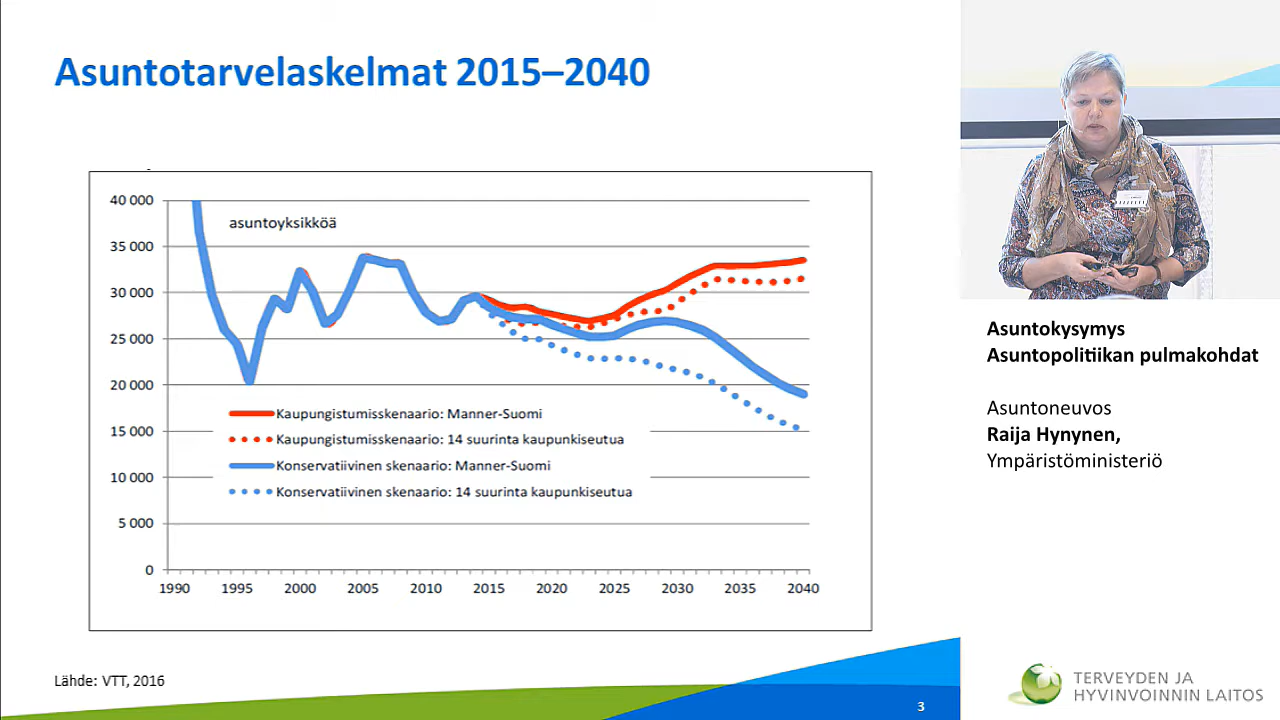 Asuntotarvelaskelmat 2015–2040
40 000
35 000
30 000
25 000
20 000
15 000
10 000
5 000
0
asuntoyksikköä
Kaupungistumisskenaario: Manner-Suomi
Kaupungistumisskenaario: 14 suurinta kaupunkiseutua
Konservatiivinen skenaario: Manner-Suomi
Konservatiivinen skenaario: 14 suurinta kaupunkiseutua
1990 1995 2000 2005 2010 2015 2020 2025 2030 2035 2040
Lähde: VTT, 2016
3
Asuntokysymys
Asuntopolitiikan pulmakohdat
Asuntoneuvos
Raija Hynynen,
Ympäristöministeriö
TERVEYDEN JA
HYVINVOINNIN LAITOS